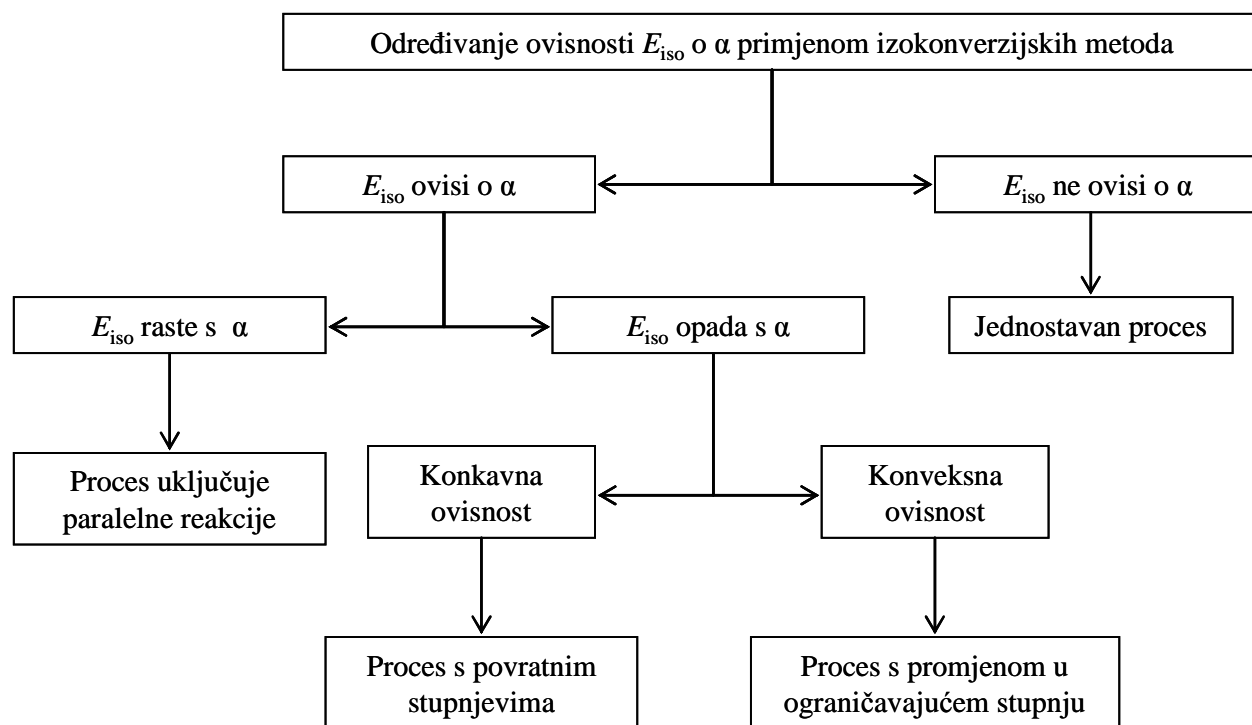 Određivanje ovisnosti Eiso o α primjenom izokonverzijskih metoda
Eiso ovisi o α
Eiso ne ovisi o α
Eiso raste s α
Eiso opada s α
Jednostavan proces
Proces uključuje
paralelne reakcije
Konkavna
ovisnost
Konveksna
ovisnost
Proces s povratnim
stupnjevima
Proces s promjenom u
ograničavajućem stupnju